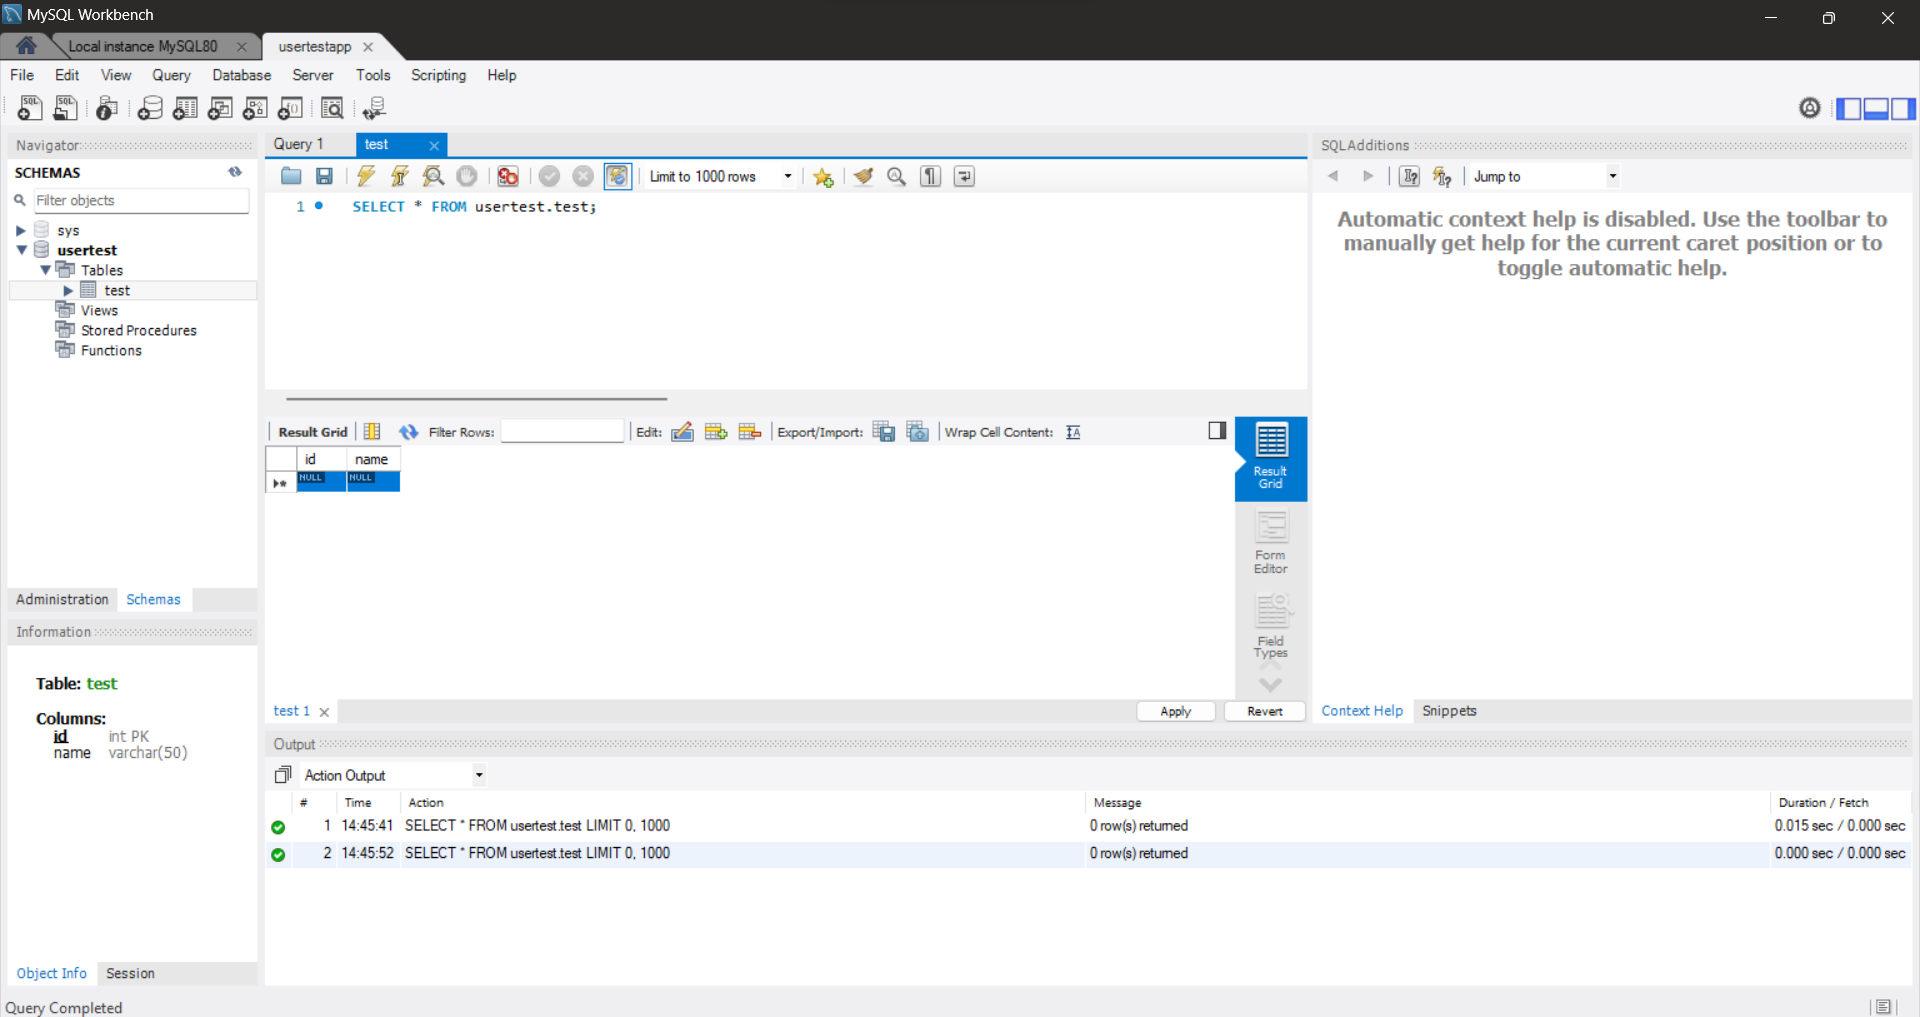 MySQL Workbench
Local instance MySQL80
usertestapp
File Edit View Query Database Server Tools Scripting Help
Navigator
SCHEMAS
Filter objects
sys
usertest
Tables
test
Views
Stored Procedures
Functions
Administration Schemas
Information
Table: test
Columns:
id int PK
name varchar(50)
Object Info Session
Query Completed
Query 1 test
Limit to 1000 rows
1 SELECT * FROM usertest.test;
Result Grid Filter Rows: Edit: Export/Import: Wrap Cell Content:
id name
NULL NULL
Result
Grid
Form
Editor
Field
Types
test 1
Apply Revert
SQLAdditions
Jump to
Automatic context help is disabled. Use the toolbar to
manually get help for the current caret position or to
toggle automatic help.
Context Help Snippets
Output
Action Output
# Time Action Message Duration / Fetch
1 14:45:41 SELECT * FROM usertest.test LIMIT 0, 1000 0 row(s) returned 0.015 sec / 0.000 sec
2 14:45:52 SELECT * FROM usertest.test LIMIT 0, 1000 0 row(s) returned 0.000 sec / 0.000 sec